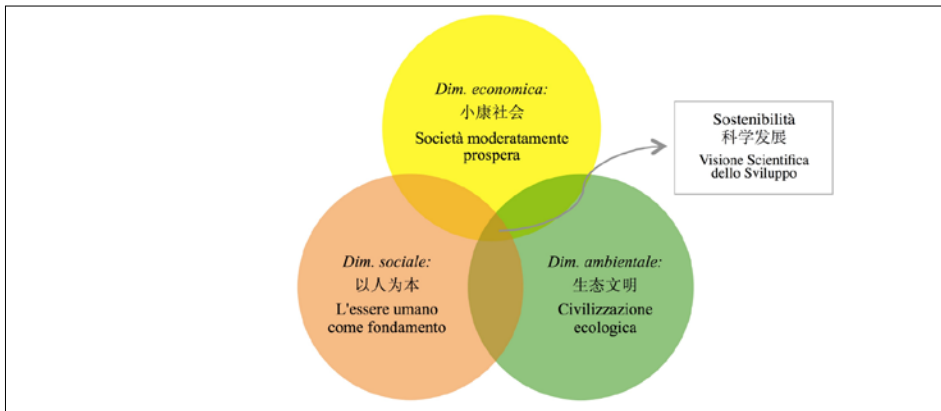 Dim. economica:
小康社会
Società moderatamente
prospera
Sostenibilità
科学发展
Visione Scientifica
dello Sviluppo
Dim. sociale:
以人为本
L'essere umano
come fondamento
Dim. ambientale:
生态文明
Civilizzazione
ecologica